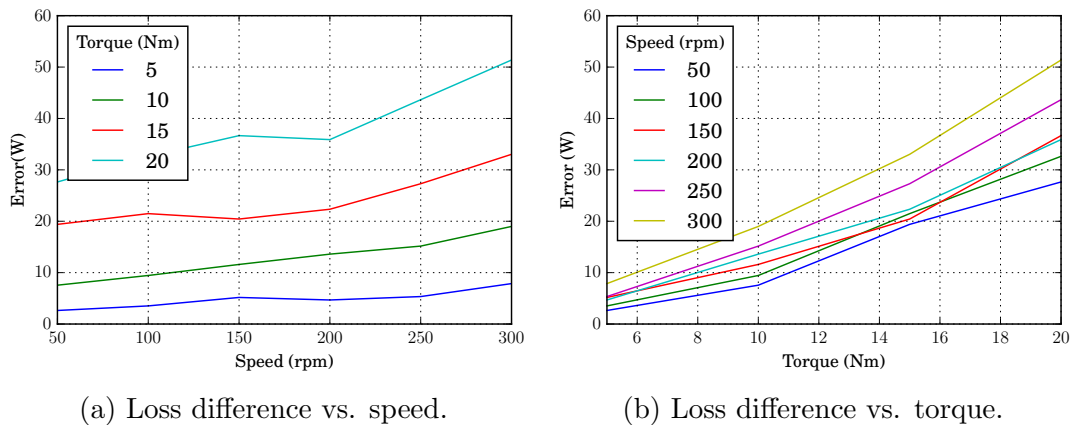 60
50
40
30
20
10
0
Error(W)
Torque (Nm)
5
10
15
20
50 100 150 200 250 300
Speed (rpm)
(a) Loss difference vs. speed.
60
50
40
30
20
10
0
Error (W)
Speed (rpm)
50
100
150
200
250
300
6 8 10 12 14 16 18 20
Torque (Nm)
(b) Loss difference vs. torque.